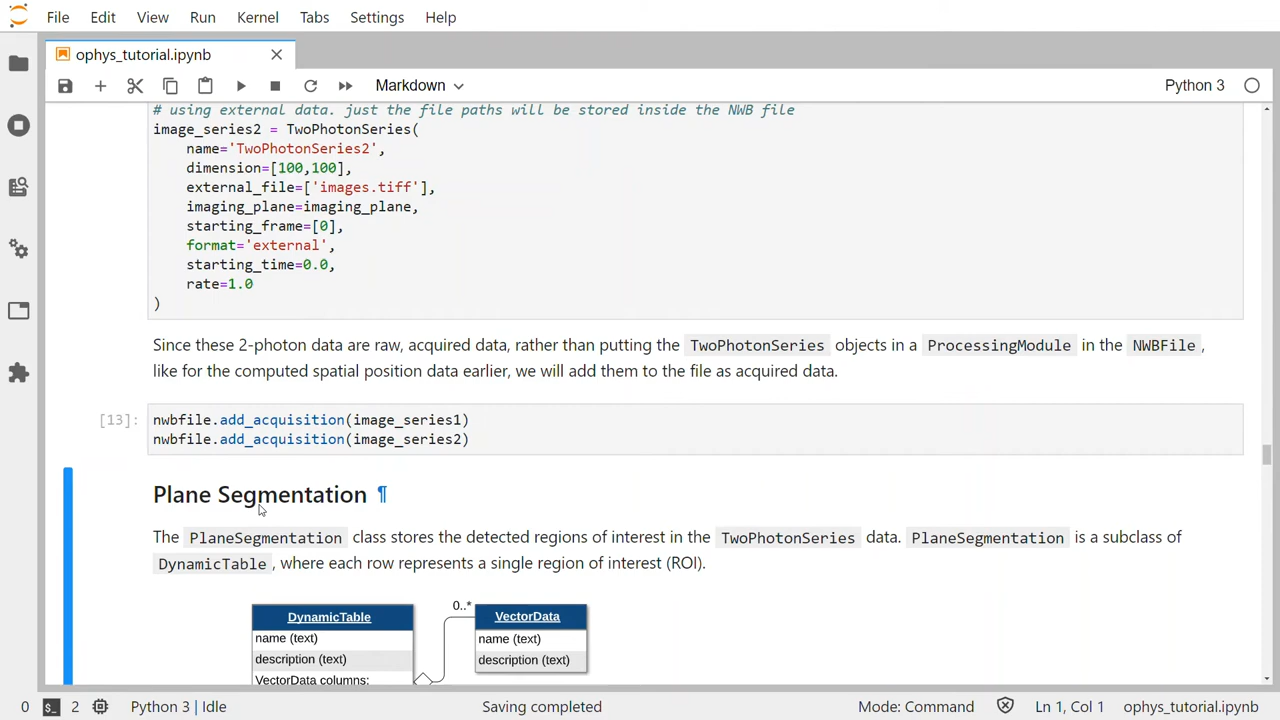 File Edit View Run Kernel Tabs Settings Help
ophys_tutorial.ipynb
Markdown
Python 3
# using external data. just the file paths will be stored inside the NWB file
image_series2 = TwoPhotonSeries(
name='TwoPhotonSeries2',
dimension=[100,100],
external_file=['images.tiff'],
imaging_plane=imaging_plane,
starting_frame=[0],
format='external',
starting_time=0.0,
rate=1.0
)
Since these 2-photon data are raw, acquired data, rather than putting the TwoPhotonSeries objects in a ProcessingModule in the NWBFile,
like for the computed spatial position data earlier, we will add them to the file as acquired data.
[13]: nwbfile.add_acquisition(image_series1)
nwbfile.add_acquisition(image_series2)
Plane Segmentation ¶
The PlaneSegmentation class stores the detected regions of interest in the TwoPhotonSeries data. PlaneSegmentation is a subclass of
DynamicTable, where each row represents a single region of interest (ROI).
DynamicTable
name (text)
description (text)
VectorData columns:
0..*
VectorData
name (text)
description (text)
0 $_ 2 Python 3 | Idle Saving completed Mode: Command Ln 1, Col 1 ophys_tutorial.ipynb